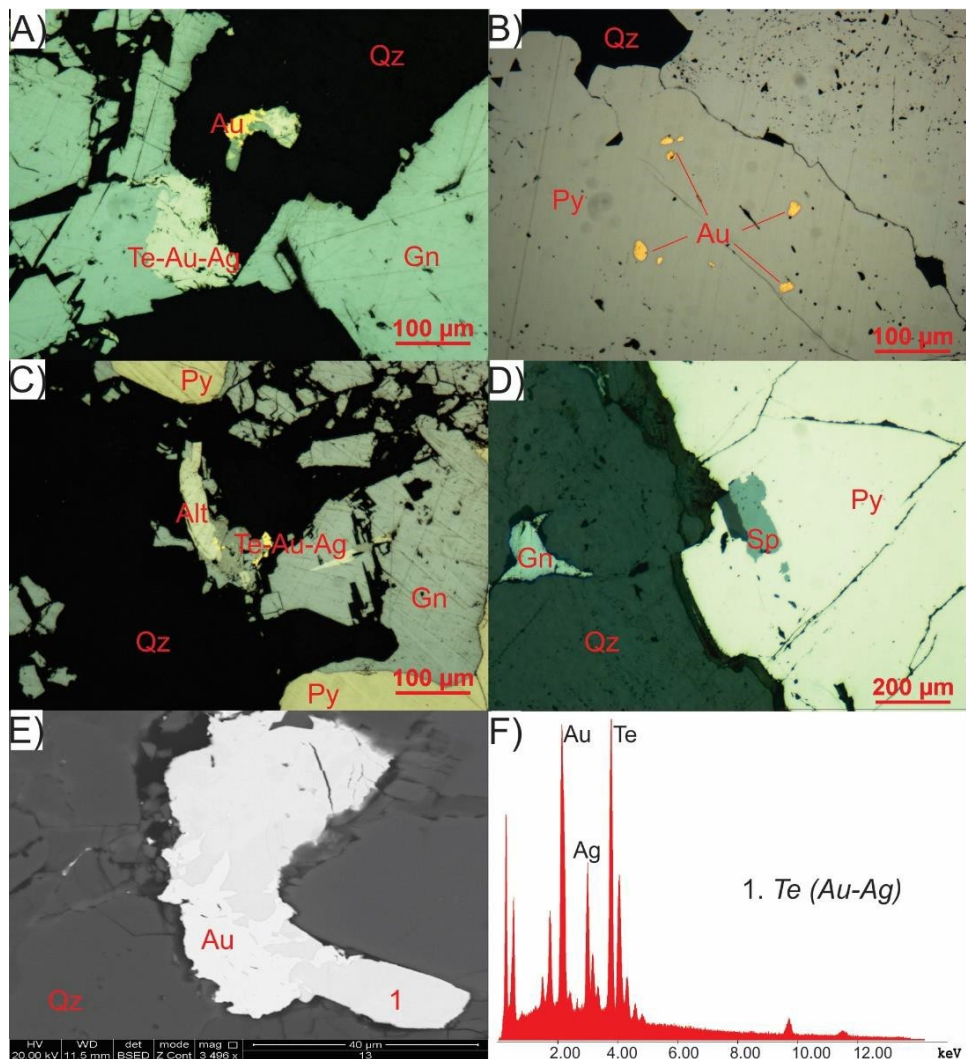 A)
Qz
Au
Te-Au-Ag
Gn
100 µm
B)
Qz
Py
Au
100 µm
C)
Py
Alt
Te-Au-Ag
Gn
Qz
Py
100 µm
D)
Gn
Sp
Py
Qz
200 µm
E)
Au
1
Qz
HV WD det mode mag 40 µm
20.00 kV 11.5 mm BSED Z Cont 3 496 x 13
F)
Au Te
Ag
1. Te (Au-Ag)
2.00 4.00 6.00 8.00 10.00 12.00 keV